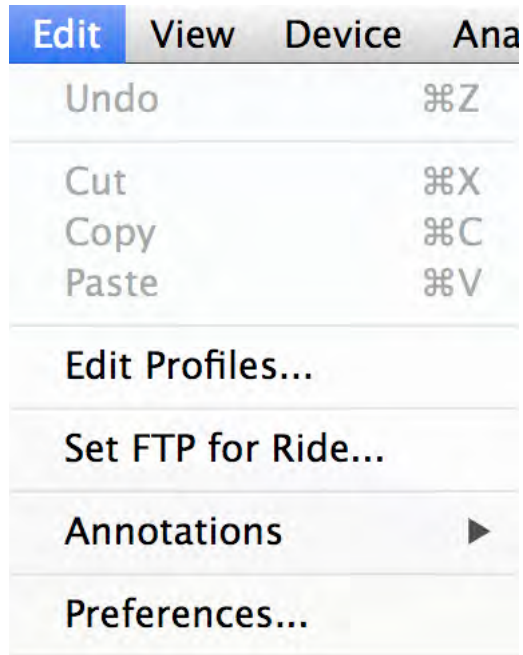 Edit View Device Ana
Undo ⌘Z
Cut ⌘X
Copy ⌘C
Paste ⌘V
Edit Profiles...
Set FTP for Ride...
Annotations ▶
Preferences...